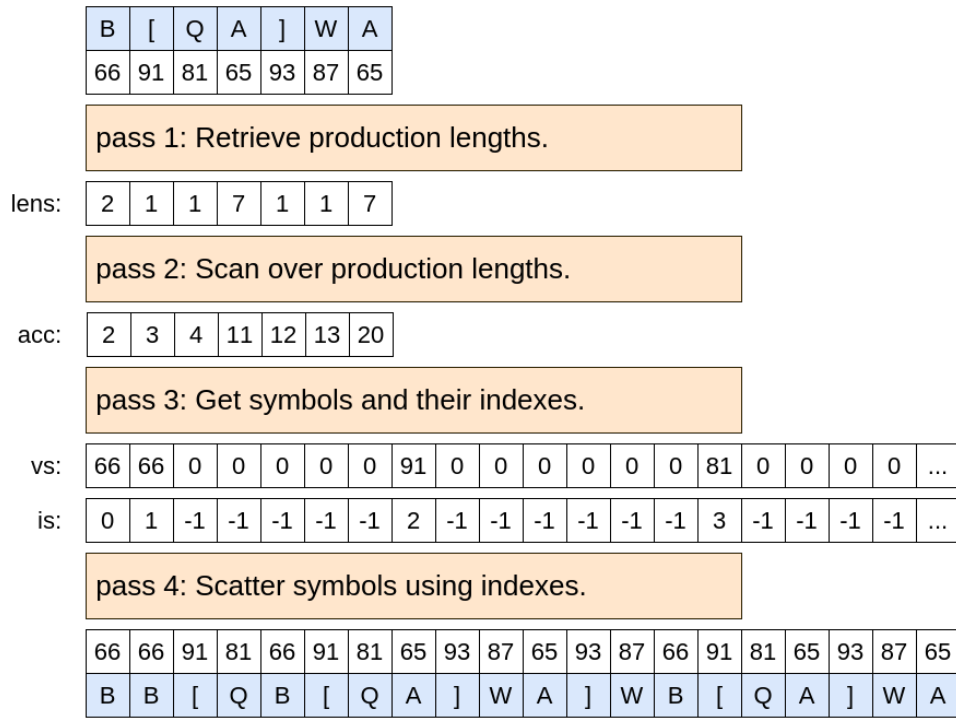 B [ Q A ] W A
66 91 81 65 93 87 65
pass 1: Retrieve production lengths.
lens: 2 1 1 7 1 1 7
pass 2: Scan over production lengths.
acc: 2 3 4 11 12 13 20
pass 3: Get symbols and their indexes.
vs: 66 66 0 0 0 0 0 91 0 0 0 0 0 0 81 0 0 0 0 ...
is: 0 1 -1 -1 -1 -1 -1 2 -1 -1 -1 -1 -1 -1 3 -1 -1 -1 -1 ...
pass 4: Scatter symbols using indexes.
66 66 91 81 66 91 81 65 93 87 65 93 87 66 91 81 65 93 87 65
B B [ Q B [ Q A ] W A ] W B [ Q A ] W A